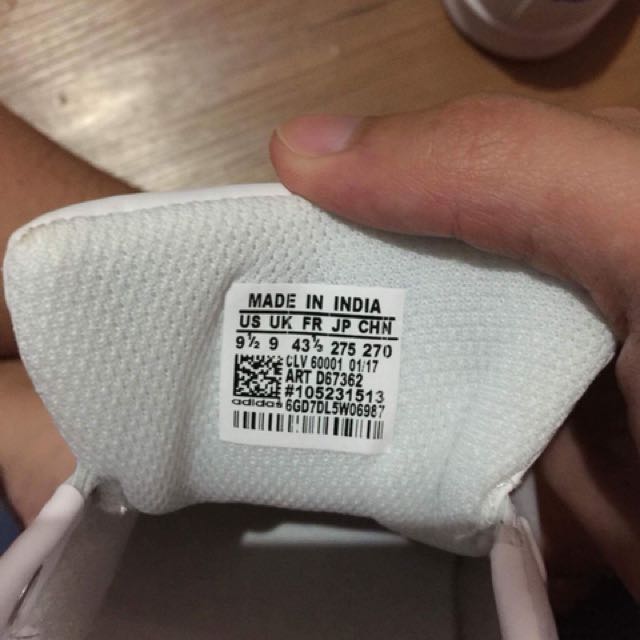 MADE IN INDIA
US UK FR JP CHN
9½ 9 43⅓ 275 270
CLV 60001 01/17
ART D67362
#105231513
adidas 6GD7DL5W06987